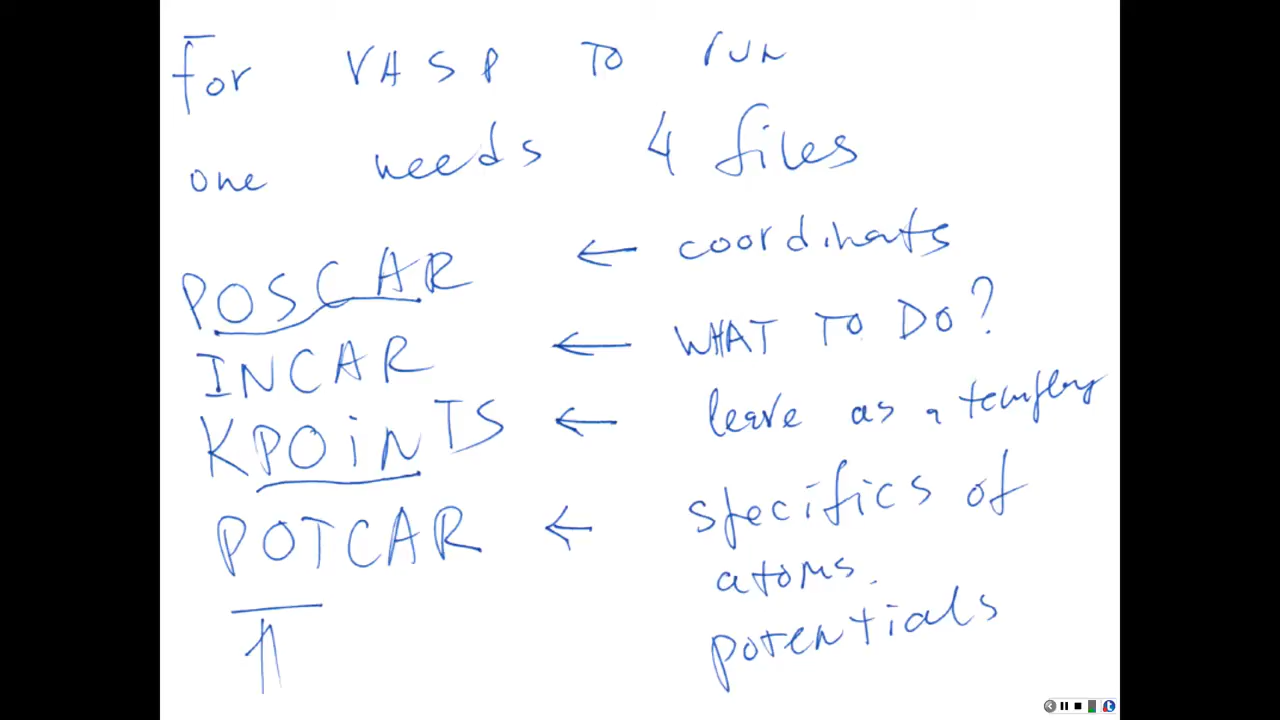 For VASP TO run
one needs 4 files
POSCAR ← coordinats
INCAR ← WHAT TO DO?
KPOiNTS ← leave as a
POTCAR ← specifics of
atoms.
potentials